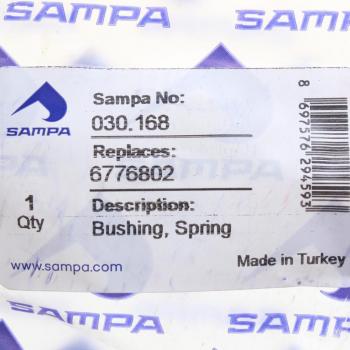 SAMPA
SAMPA
Sampa No:
030.168
Replaces:
6776802
1
Qty
Description:
Bushing, Spring
www.sampa.com
Made in Turkey
8 697576 294593
SAMPA
SAMPA